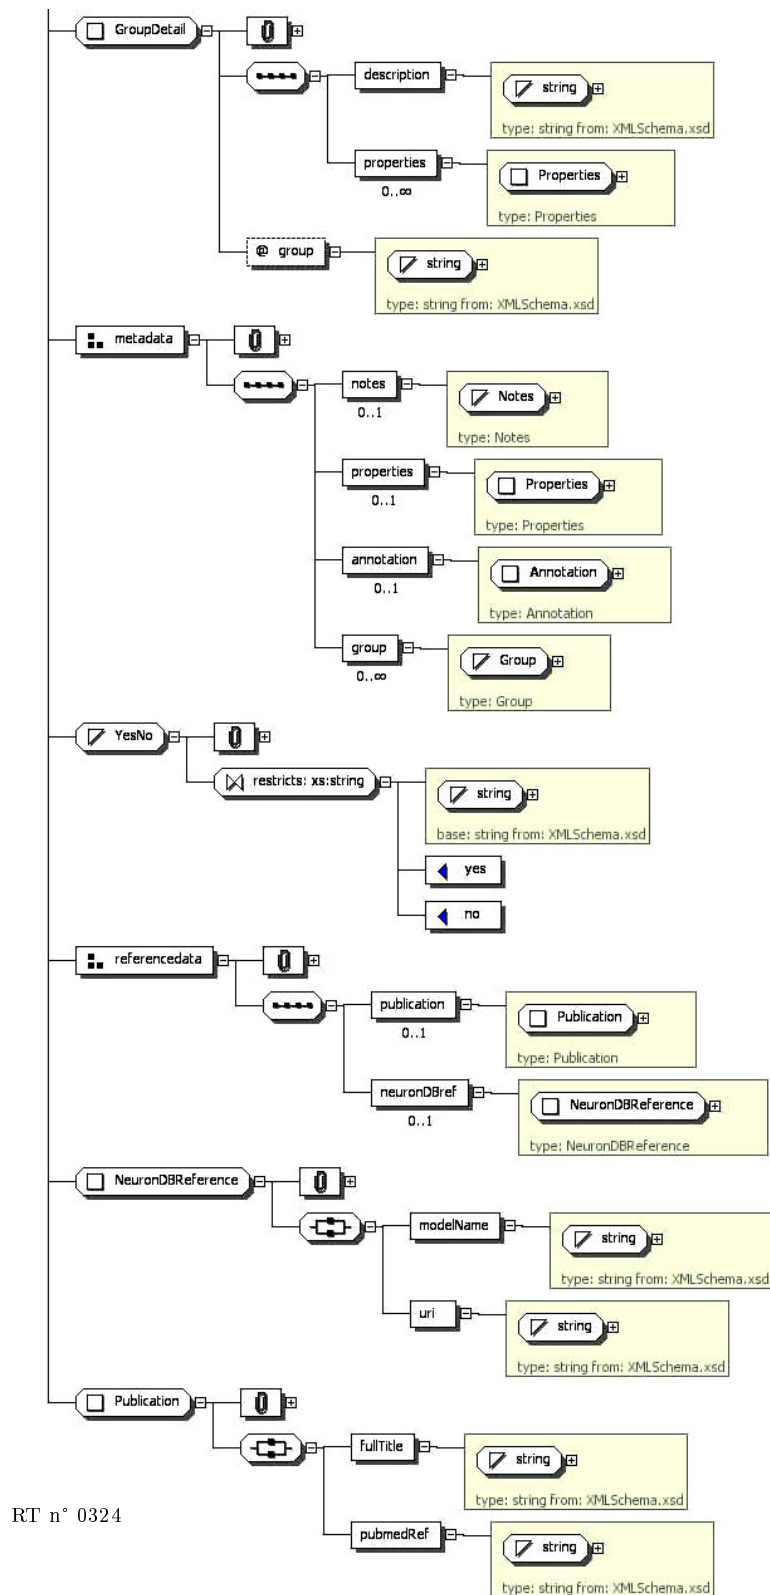 GroupDetail
description
string
type: string from: XMLSchema.xsd
properties
0..∞
Properties
type: Properties
@ group
string
type: string from: XMLSchema.xsd
metadata
notes
0..1
Notes
type: Notes
properties
0..1
Properties
type: Properties
annotation
0..1
Annotation
type: Annotation
group
0..∞
Group
type: Group
YesNo
restricts: xs:string
string
base: string from: XMLSchema.xsd
yes
no
referencedata
publication
0..1
Publication
type: Publication
neuronDBref
0..1
NeuronDBReference
type: NeuronDBReference
NeuronDBReference
modelName
string
type: string from: XMLSchema.xsd
uri
string
type: string from: XMLSchema.xsd
Publication
fullTitle
string
type: string from: XMLSchema.xsd
RT n° 0324
pubmedRef
string
type: string from: XMLSchema.xsd